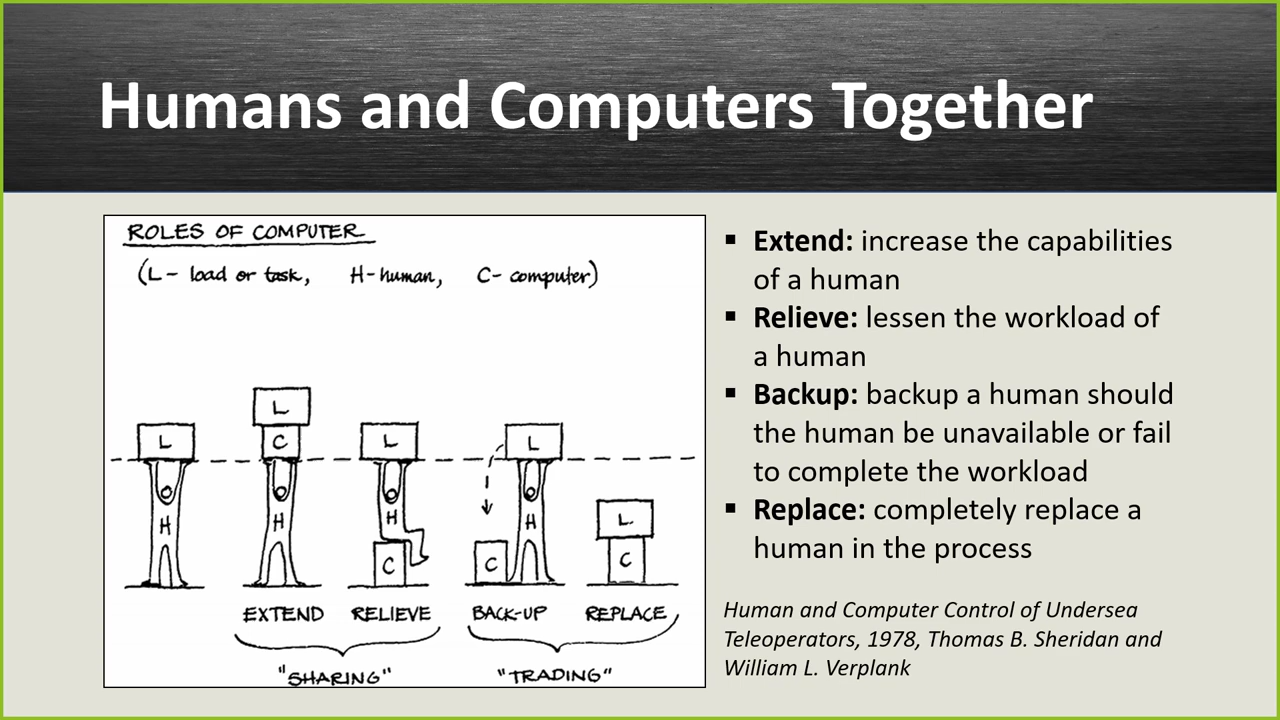 Humans and Computers Together
ROLES OF COMPUTER
(L- load or task, H-human, C- computer)
L
C
L
L
L
H
H
H
C
C
H
L
C
EXTEND RELIEVE BACK-UP REPLACE
"SHARING" "TRADING"
▪ Extend: increase the capabilities
of a human
▪ Relieve: lessen the workload of
a human
▪ Backup: backup a human should
the human be unavailable or fail
to complete the workload
▪ Replace: completely replace a
human in the process
Human and Computer Control of Undersea
Teleoperators, 1978, Thomas B. Sheridan and
William L. Verplank